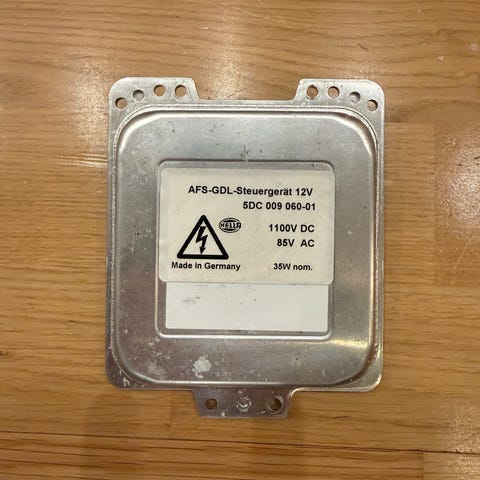 AFS-GDL-Steuergerät 12V
5DC 009 060-01
HELLA
1100V DC
85V AC
Made in Germany
35W nom.